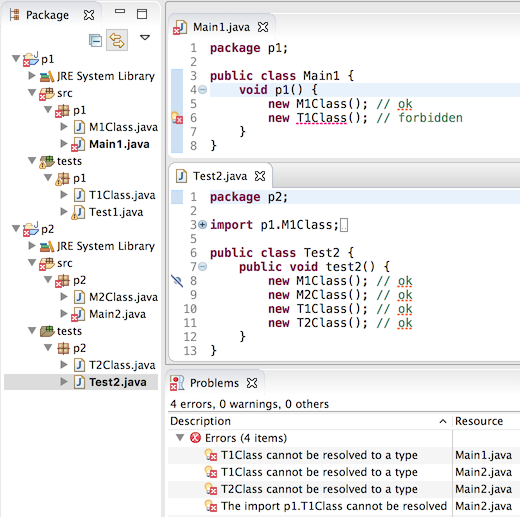 Package
p1
JRE System Library
src
p1
M1Class.java
Main1.java
tests
p1
T1Class.java
Test1.java
p2
JRE System Library
src
p2
M2Class.java
Main2.java
tests
p2
T2Class.java
Test2.java
Main1.java
1 package p1;
2
3 public class Main1 {
4 void p1() {
5 new M1Class(); // ok
6 new T1Class(); // forbidden
7 }
8 }
Test2.java
1 package p2;
2
3 import p1.M1Class;
5
6 public class Test2 {
7 public void test2() {
8 new M1Class(); // ok
9 new M2Class(); // ok
10 new T1Class(); // ok
11 new T2Class(); // ok
12 }
13 }
Problems
4 errors, 0 warnings, 0 others
Description Resource
Errors (4 items)
T1Class cannot be resolved to a type Main1.java
T1Class cannot be resolved to a type Main2.java
T2Class cannot be resolved to a type Main2.java
The import p1.T1Class cannot be resolved Main2.java